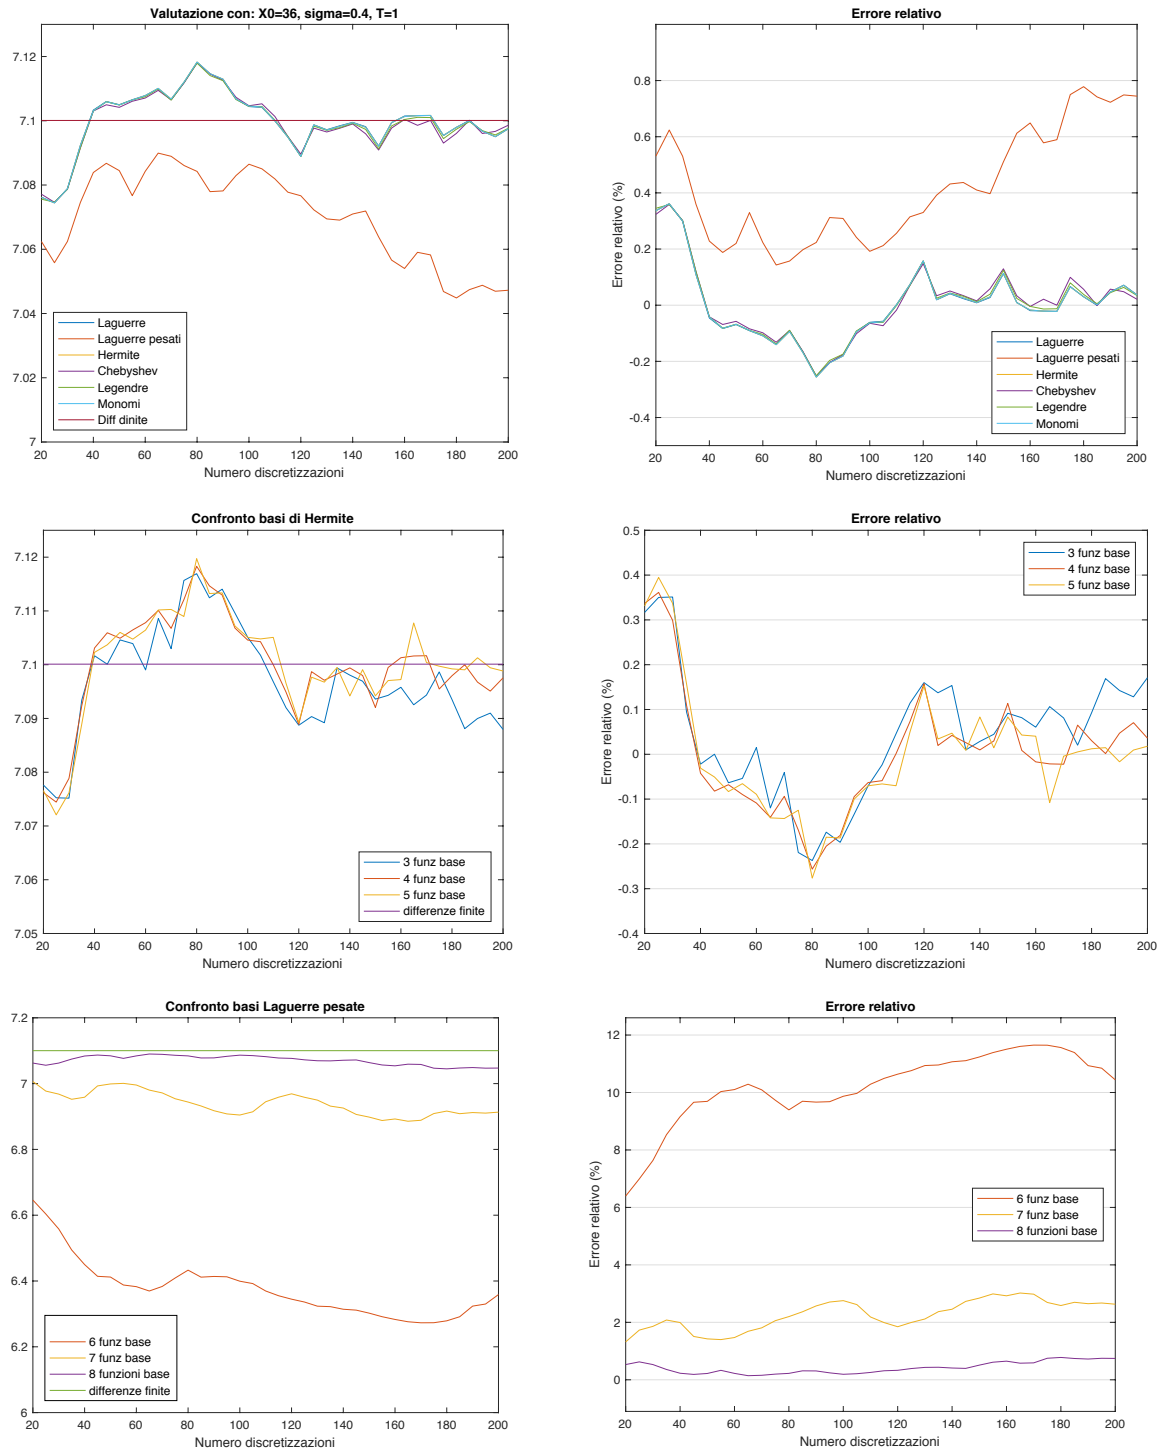 Valutazione con: X0=36, sigma=0.4, T=1
7.12
7.1
7.08
7.06
7.04
7.02
7
Laguerre
Laguerre pesati
Hermite
Chebyshev
Legendre
Monomi
Diff dinite
20 40 60 80 100 120 140 160 180 200
Numero discretizzazioni
Errore relativo
Errore relativo (%)
0.8
0.6
0.4
0.2
0
-0.2
-0.4
Laguerre
Laguerre pesati
Hermite
Chebyshev
Legendre
Monomi
20 40 60 80 100 120 140 160 180 200
Numero discretizzazioni
Confronto basi di Hermite
7.12
7.11
7.1
7.09
7.08
7.07
7.06
7.05
3 funz base
4 funz base
5 funz base
differenze finite
20 40 60 80 100 120 140 160 180 200
Numero discretizzazioni
Errore relativo
Errore relativo (%)
0.5
0.4
0.3
0.2
0.1
0
-0.1
-0.2
-0.3
-0.4
3 funz base
4 funz base
5 funz base
20 40 60 80 100 120 140 160 180 200
Numero discretizzazioni
Confronto basi Laguerre pesate
7.2
7
6.8
6.6
6.4
6.2
6
6 funz base
7 funz base
8 funzioni base
differenze finite
20 40 60 80 100 120 140 160 180 200
Numero discretizzazioni
Errore relativo
Errore relativo (%)
12
10
8
6
4
2
0
6 funz base
7 funz base
8 funzioni base
20 40 60 80 100 120 140 160 180 200
Numero discretizzazioni